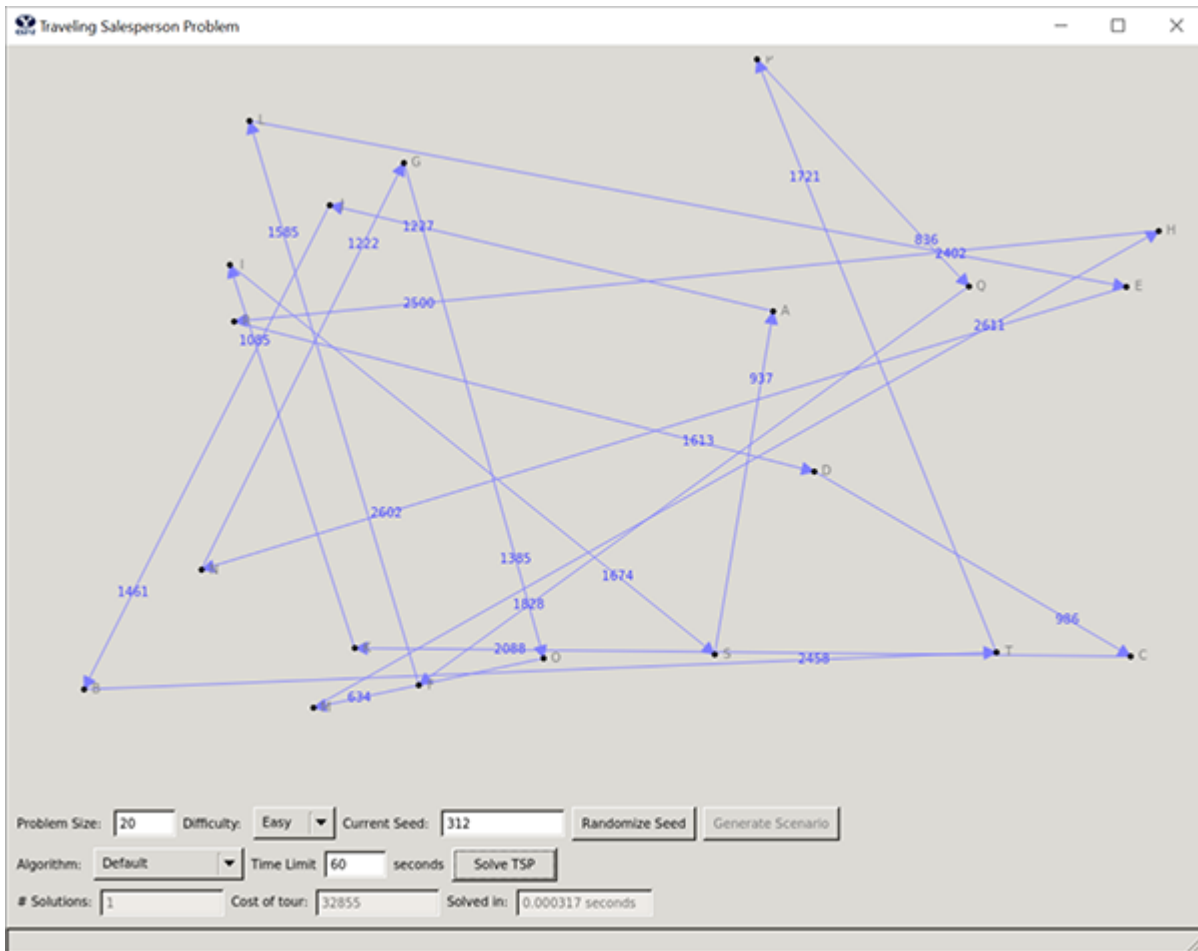 Traveling Salesperson Problem
L
G
1721
1585
1222
1227
836
2402
H
I
2500
Q
E
A
1085
2611
937
1613
D
2602
1385
1674
1461
1828
986
2088
O
S
2458
T
C
634
Problem Size: 20 Difficulty: Easy Current Seed: 312 Randomize Seed Generate Scenario
Algorithm: Default Time Limit 60 seconds Solve TSP
# Solutions: 1 Cost of tour: 32855 Solved in: 0.000317 seconds